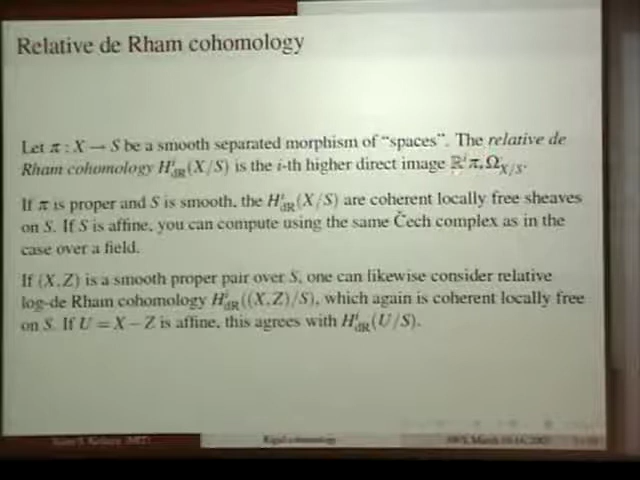 Relative de Rham cohomology
Let π : X → S be a smooth separated morphism of “spaces”. The relative de
Rham cohomology H^i_dR(X/S) is the i-th higher direct image ℝ^iπ_*Ω_X/S.
If π is proper and S is smooth, the H^i_dR(X/S) are coherent locally free sheaves
on S. If S is affine, you can compute using the same Čech complex as in the
case over a field.
If (X,Z) is a smooth proper pair over S, one can likewise consider relative
log-de Rham cohomology H^i_dR((X,Z)/S), which again is coherent locally free
on S. If U = X − Z is affine, this agrees with H^i_dR(U/S).
Rigid cohomology